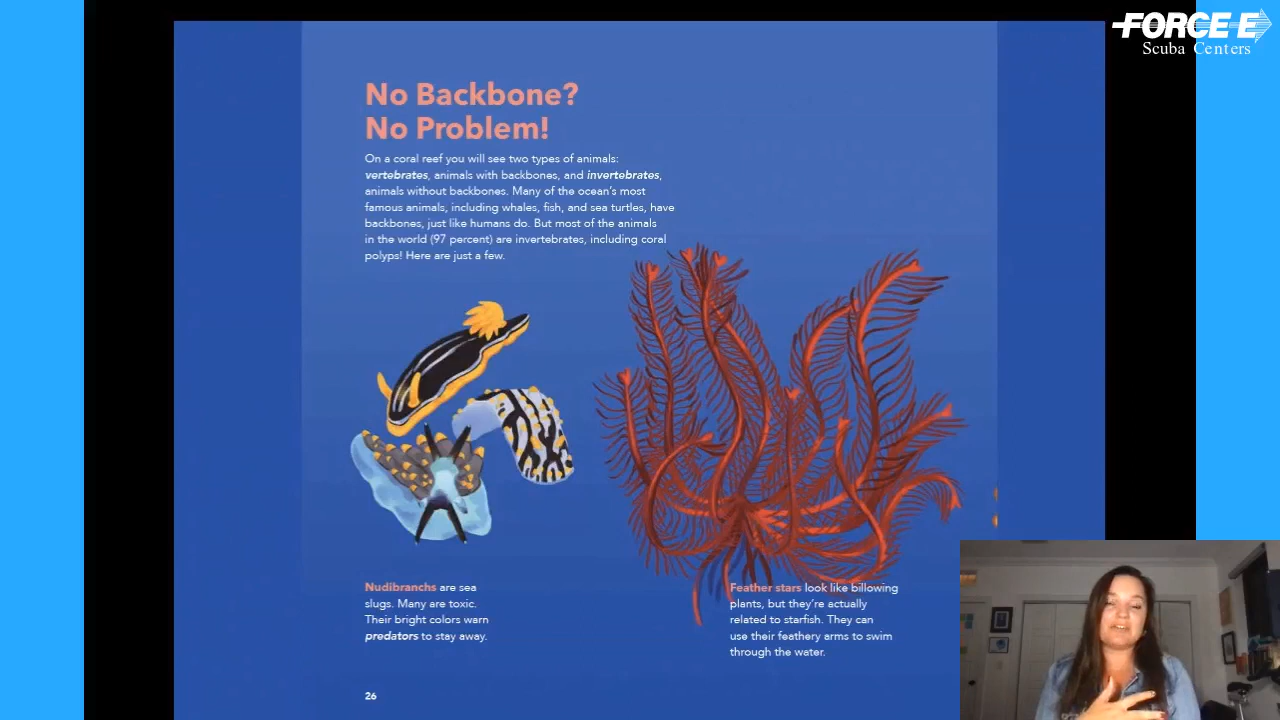 FORCE E
Scuba Centers
No Backbone?
No Problem!
On a coral reef you will see two types of animals:
vertebrates, animals with backbones, and invertebrates,
animals without backbones. Many of the ocean's most
famous animals, including whales, fish, and sea turtles, have
backbones, just like humans do. But most of the animals
in the world (97 percent) are invertebrates, including coral
polyps! Here are just a few.
Nudibranchs are sea
slugs. Many are toxic.
Their bright colors warn
predators to stay away.
Feather stars look like billowing
plants, but they're actually
related to starfish. They can
use their feathery arms to swim
through the water.
26